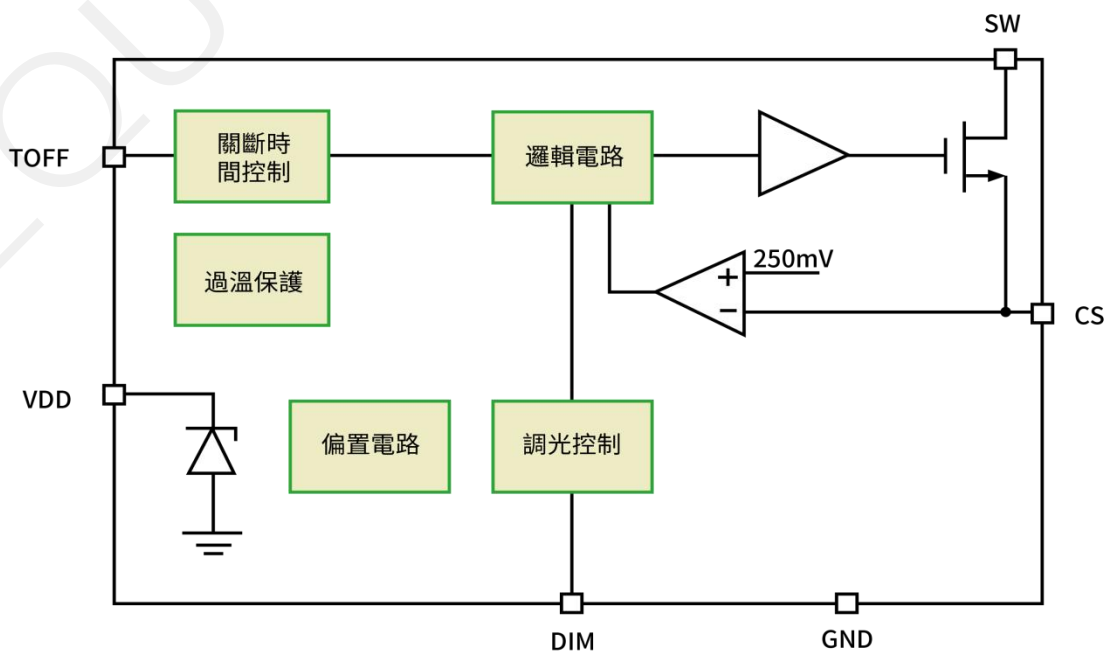 SW
TOFF
關斷時
間控制
邏輯電路
過溫保護
250mV
+
−
CS
VDD
偏置電路
調光控制
DIM
GND